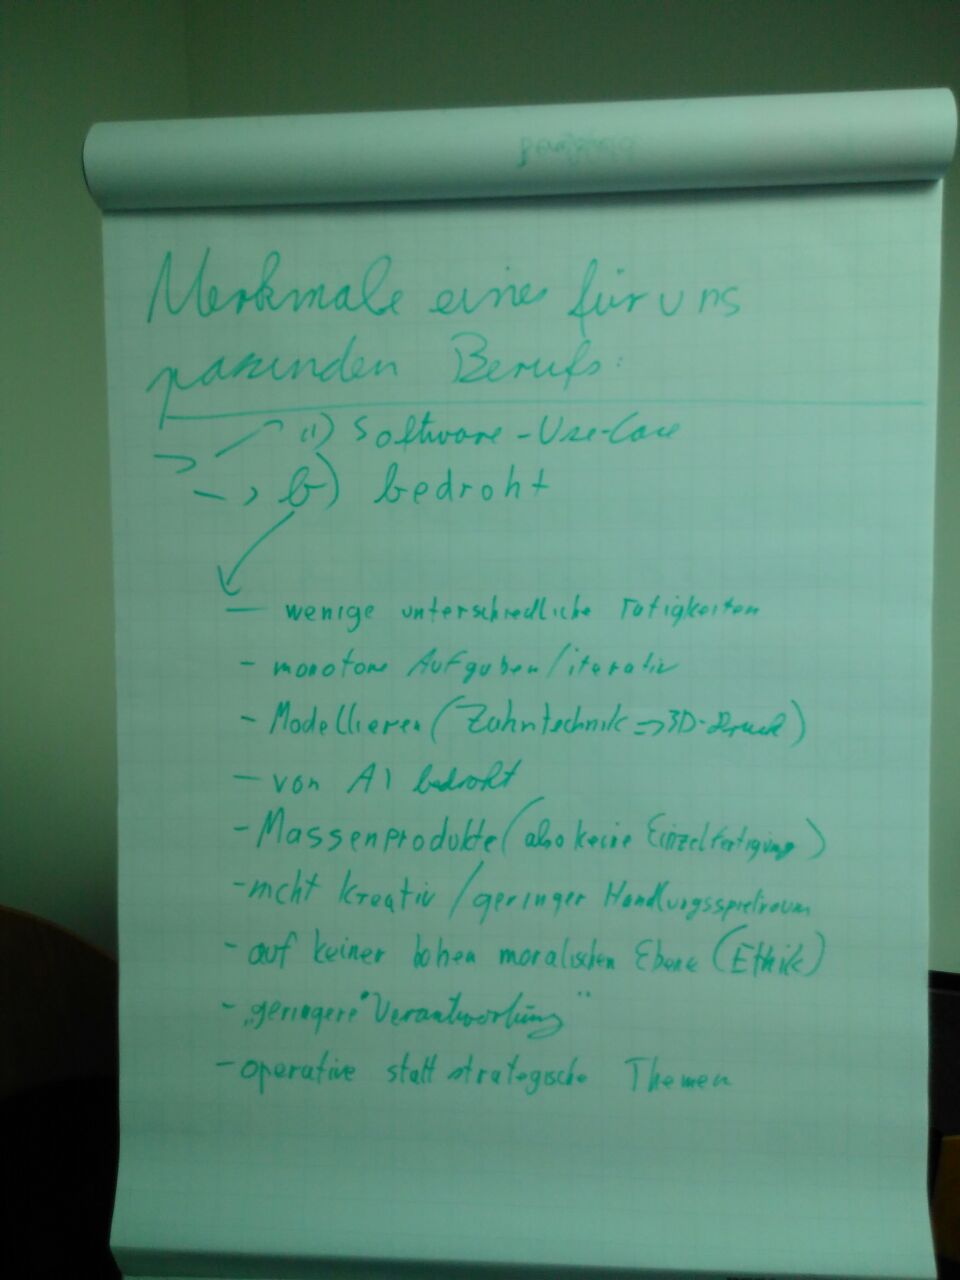 Merkmale eines für uns
passenden Berufs:
a) Software-Use-Case
b) bedroht
- wenige unterschiedliche Tätigkeiten
- monotone Aufgaben/iterativ
- Modellieren (Zahntechnik => 3D-Druck)
- von AI bedroht
- Massenprodukte (also keine Einzelfertigung)
- nicht kreativ / geringer Handlungsspielraum
- auf keiner hohen moralischen Ebene (Ethik)
- "geringere" Verantwortung"
- operative statt strategische Themen